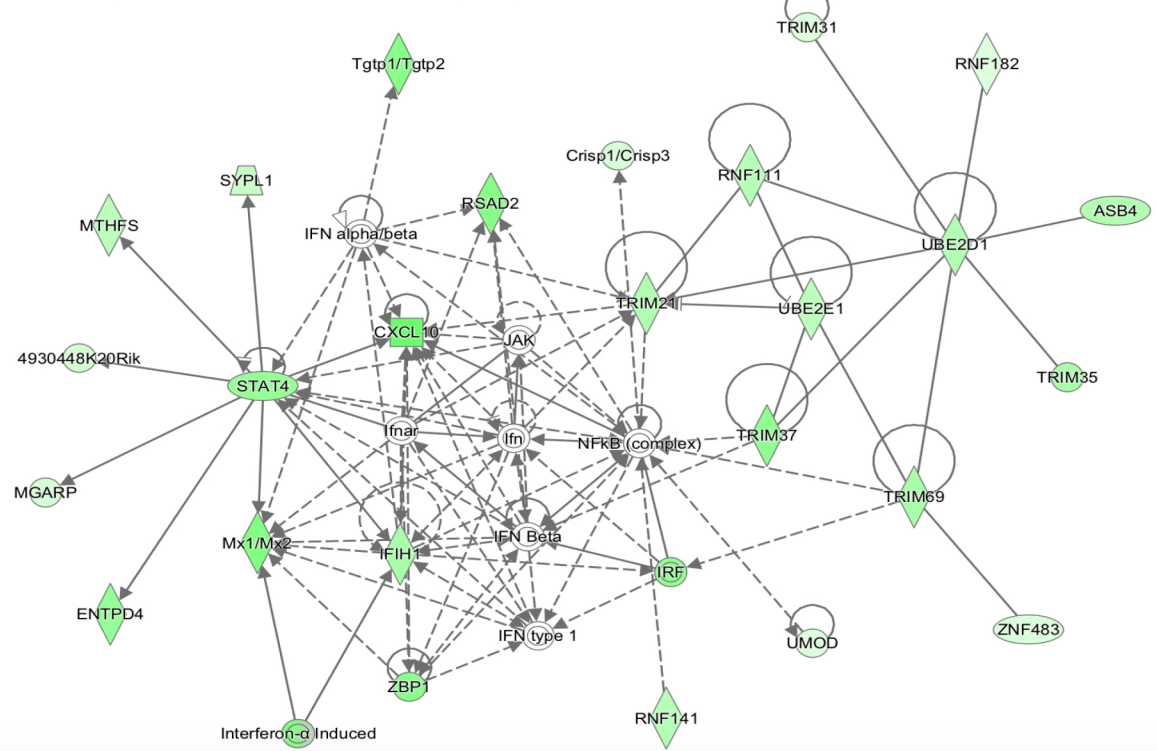 TRIM31
Tgtp1/Tgtp2
RNF182
Crisp1/Crisp3
RNF111
SYPL1
RSAD2
ASB4
MTHFS
IFN alpha/beta
UBE2D1
TRIM21
UBE2E1
CXCL10
JAK
4930448K20Rik
TRIM35
STAT4
Ifnar
Ifn
NFkB (complex)
TRIM37
MGARP
TRIM69
Mx1/Mx2
IFIH1
IFN Beta
IRF
ENTPD4
ZNF483
IFN type 1
UMOD
ZBP1
RNF141
Interferon-α Induced